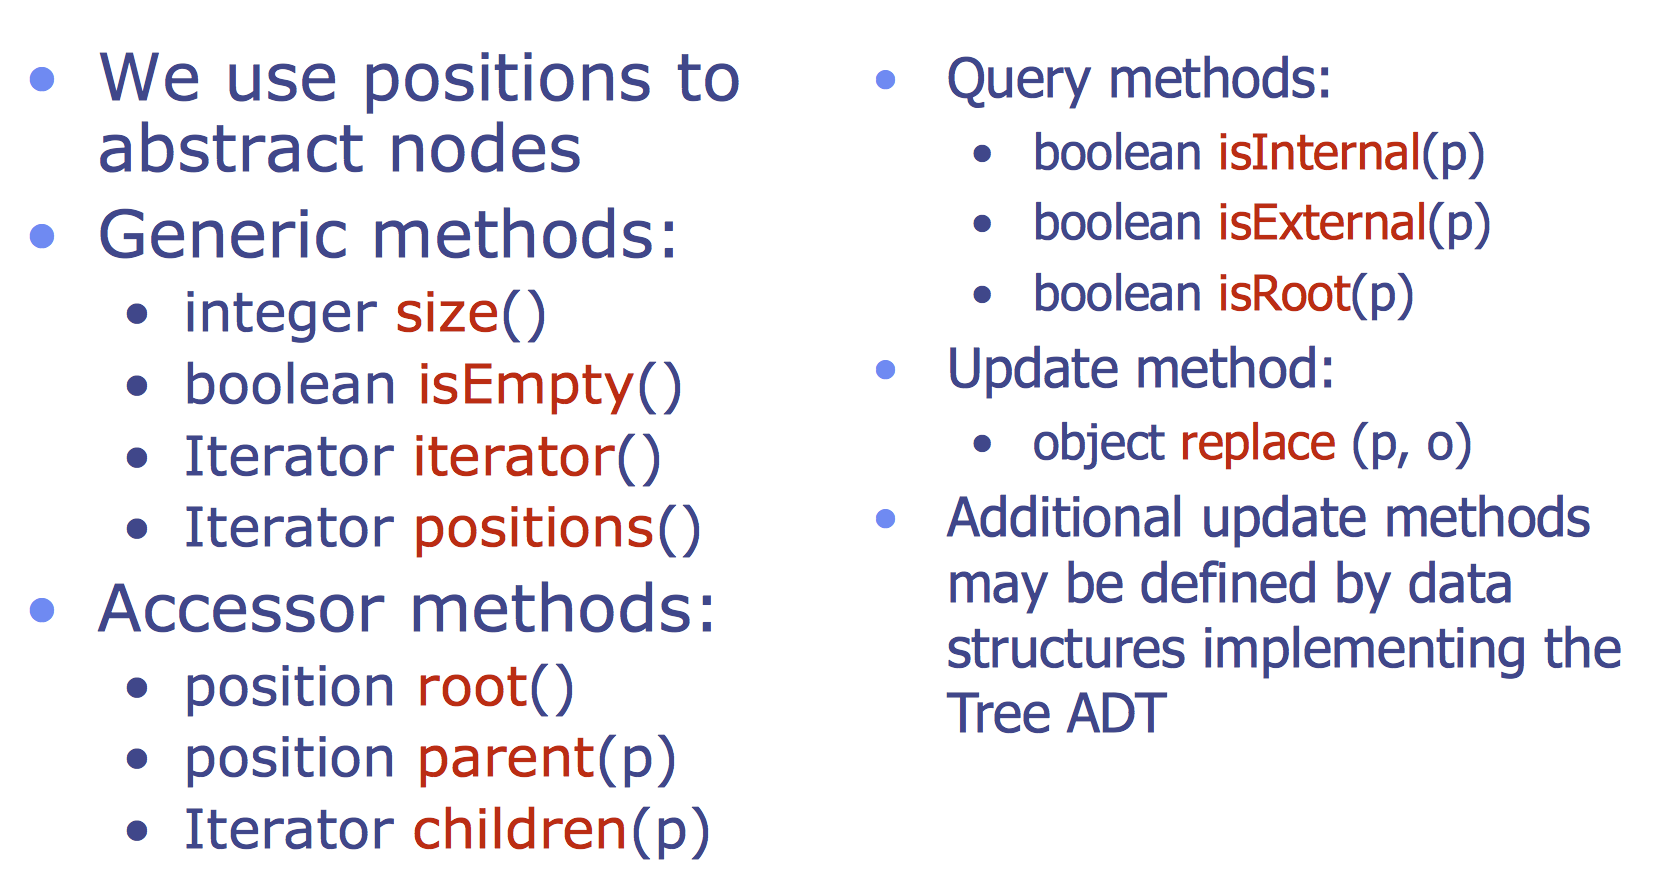 • We use positions to
abstract nodes
• Generic methods:
• integer size()
• boolean isEmpty()
• Iterator iterator()
• Iterator positions()
• Accessor methods:
• position root()
• position parent(p)
• Iterator children(p)
• Query methods:
• boolean isInternal(p)
• boolean isExternal(p)
• boolean isRoot(p)
• Update method:
• object replace (p, o)
• Additional update methods
may be defined by data
structures implementing the
Tree ADT